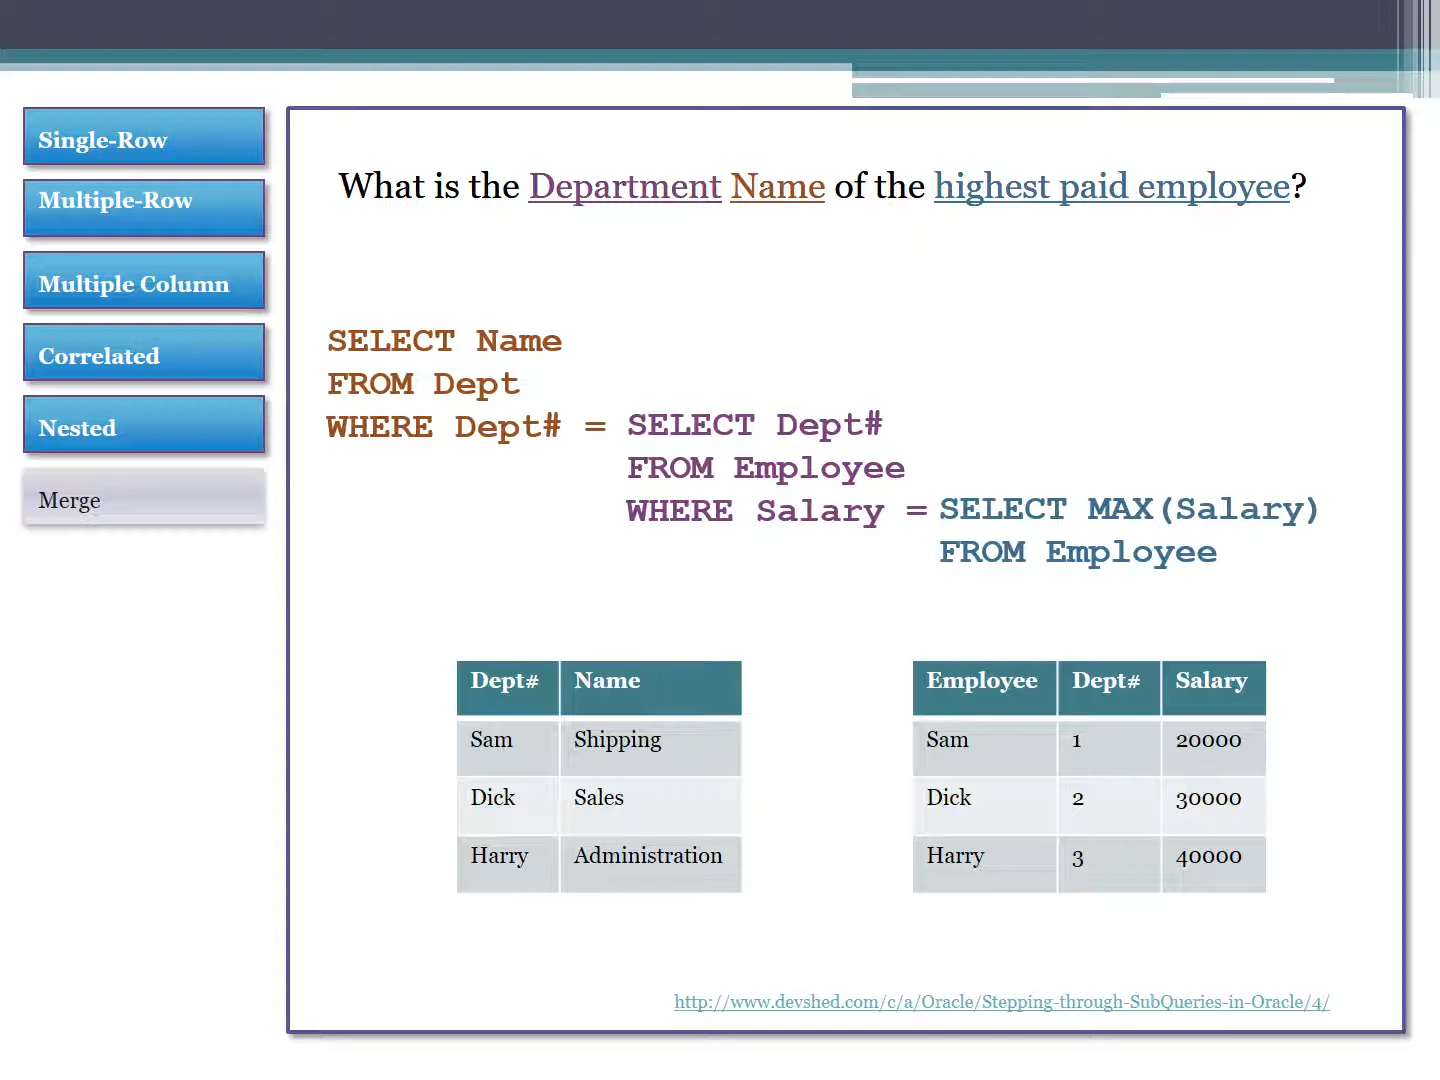 Single-Row
Multiple-Row
Multiple Column
Correlated
Nested
Merge
What is the Department Name of the highest paid employee?
SELECT Name
FROM Dept
WHERE Dept# = SELECT Dept#
FROM Employee
WHERE Salary = SELECT MAX(Salary)
FROM Employee
Dept# Name
Sam Shipping
Dick Sales
Harry Administration
Employee Dept# Salary
Sam 1 20000
Dick 2 30000
Harry 3 40000
http://www.devshed.com/c/a/Oracle/Stepping-through-SubQueries-in-Oracle/4/